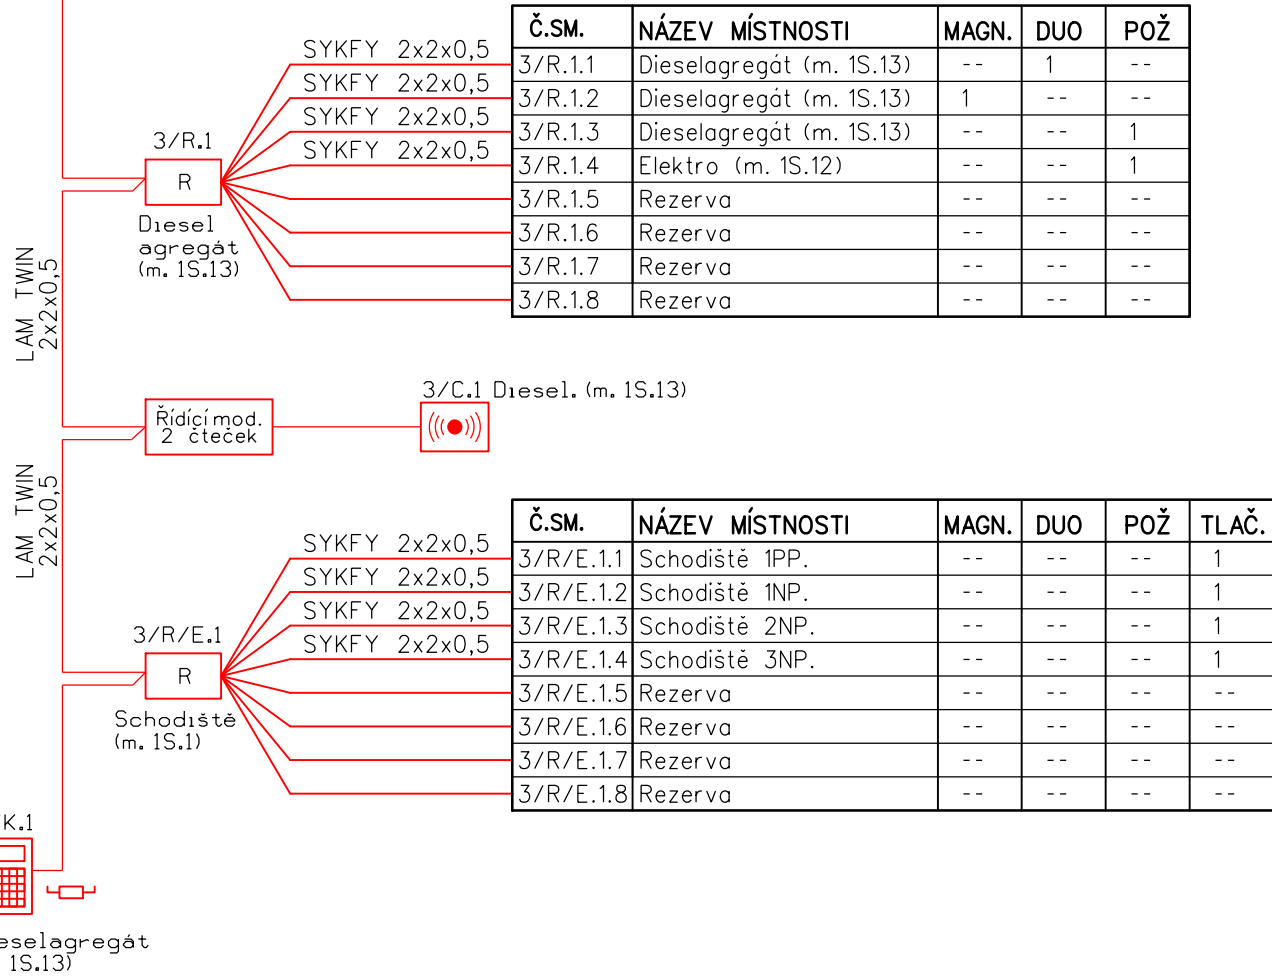 Č.SM. NÁZEV MÍSTNOSTI MAGN. DUO POŽ
SYKFY 2x2x0,5 3/R.1.1 Dieselagregát (m. 1S.13) -- 1 --
SYKFY 2x2x0,5 3/R.1.2 Dieselagregát (m. 1S.13) 1 -- --
SYKFY 2x2x0,5 3/R.1.3 Dieselagregát (m. 1S.13) -- -- 1
SYKFY 2x2x0,5 3/R.1.4 Elektro (m. 1S.12) -- -- 1
3/R.1.5 Rezerva -- -- --
3/R.1.6 Rezerva -- -- --
3/R.1.7 Rezerva -- -- --
3/R.1.8 Rezerva -- -- --
3/R.1
R
Diesel
agregát
(m. 1S.13)
LAM TWIN
2x2x0,5
3/C.1 Diesel. (m. 1S.13)
Řídící mod.
2 čteček
LAM TWIN
2x2x0,5
Č.SM. NÁZEV MÍSTNOSTI MAGN. DUO POŽ TLAČ.
SYKFY 2x2x0,5 3/R/E.1.1 Schodiště 1PP. -- -- -- 1
SYKFY 2x2x0,5 3/R/E.1.2 Schodiště 1NP. -- -- -- 1
SYKFY 2x2x0,5 3/R/E.1.3 Schodiště 2NP. -- -- -- 1
SYKFY 2x2x0,5 3/R/E.1.4 Schodiště 3NP. -- -- -- 1
3/R/E.1.5 Rezerva -- -- -- --
3/R/E.1.6 Rezerva -- -- -- --
3/R/E.1.7 Rezerva -- -- -- --
3/R/E.1.8 Rezerva -- -- -- --
3/R/E.1
R
Schodiště
(m. 1S.1)
K.1
eselagregát
1S.13)